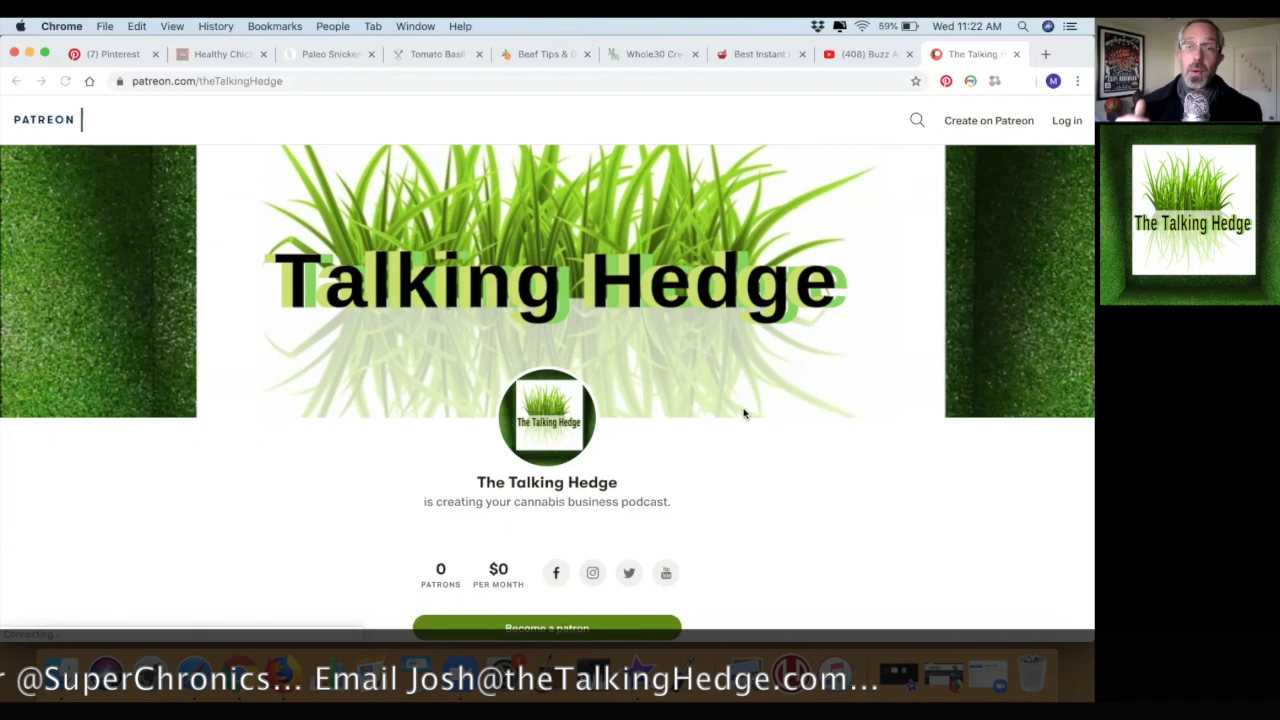 Chrome File Edit View History Bookmarks People Tab Window Help 59% Wed 11:22 AM
(7) Pinterest Healthy Chic Paleo Snicker Tomato Basil Beef Tips & Whole30 Cre Best Instant (408) Buzz A The Talking H
patreon.com/theTalkingHedge M
PATREON Create on Patreon Log in
Talking Hedge
The Talking Hedge
The Talking Hedge
The Talking Hedge
is creating your cannabis business podcast.
0 $0
PATRONS PER MONTH
Become a patron
Connecting...
@SuperChronics... Email Josh@theTalkingHedge.com...